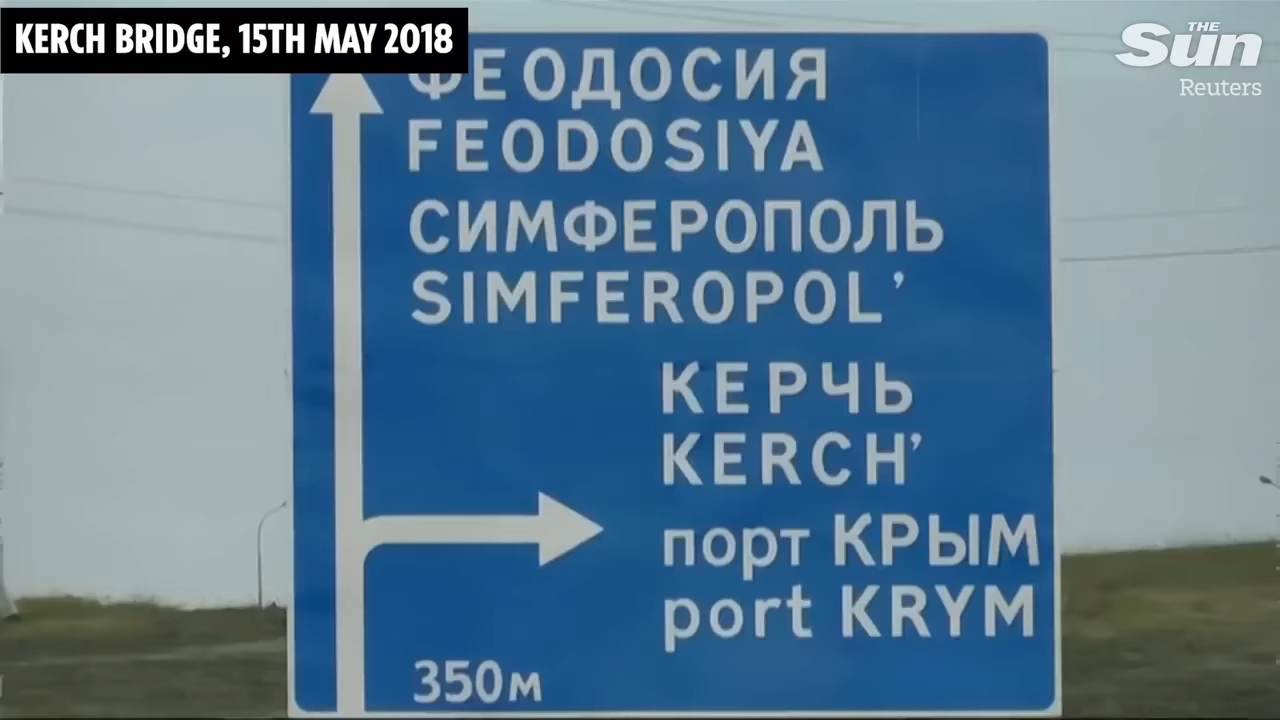 KERCH BRIDGE, 15TH MAY 2018
THE
Sun
Reuters
ФЕОДОСИЯ
FEODOSIYA
СИМФЕРОПОЛЬ
SIMFEROPOL'
КЕРЧЬ
KERCH'
порт КРЫМ
port KRYM
350м